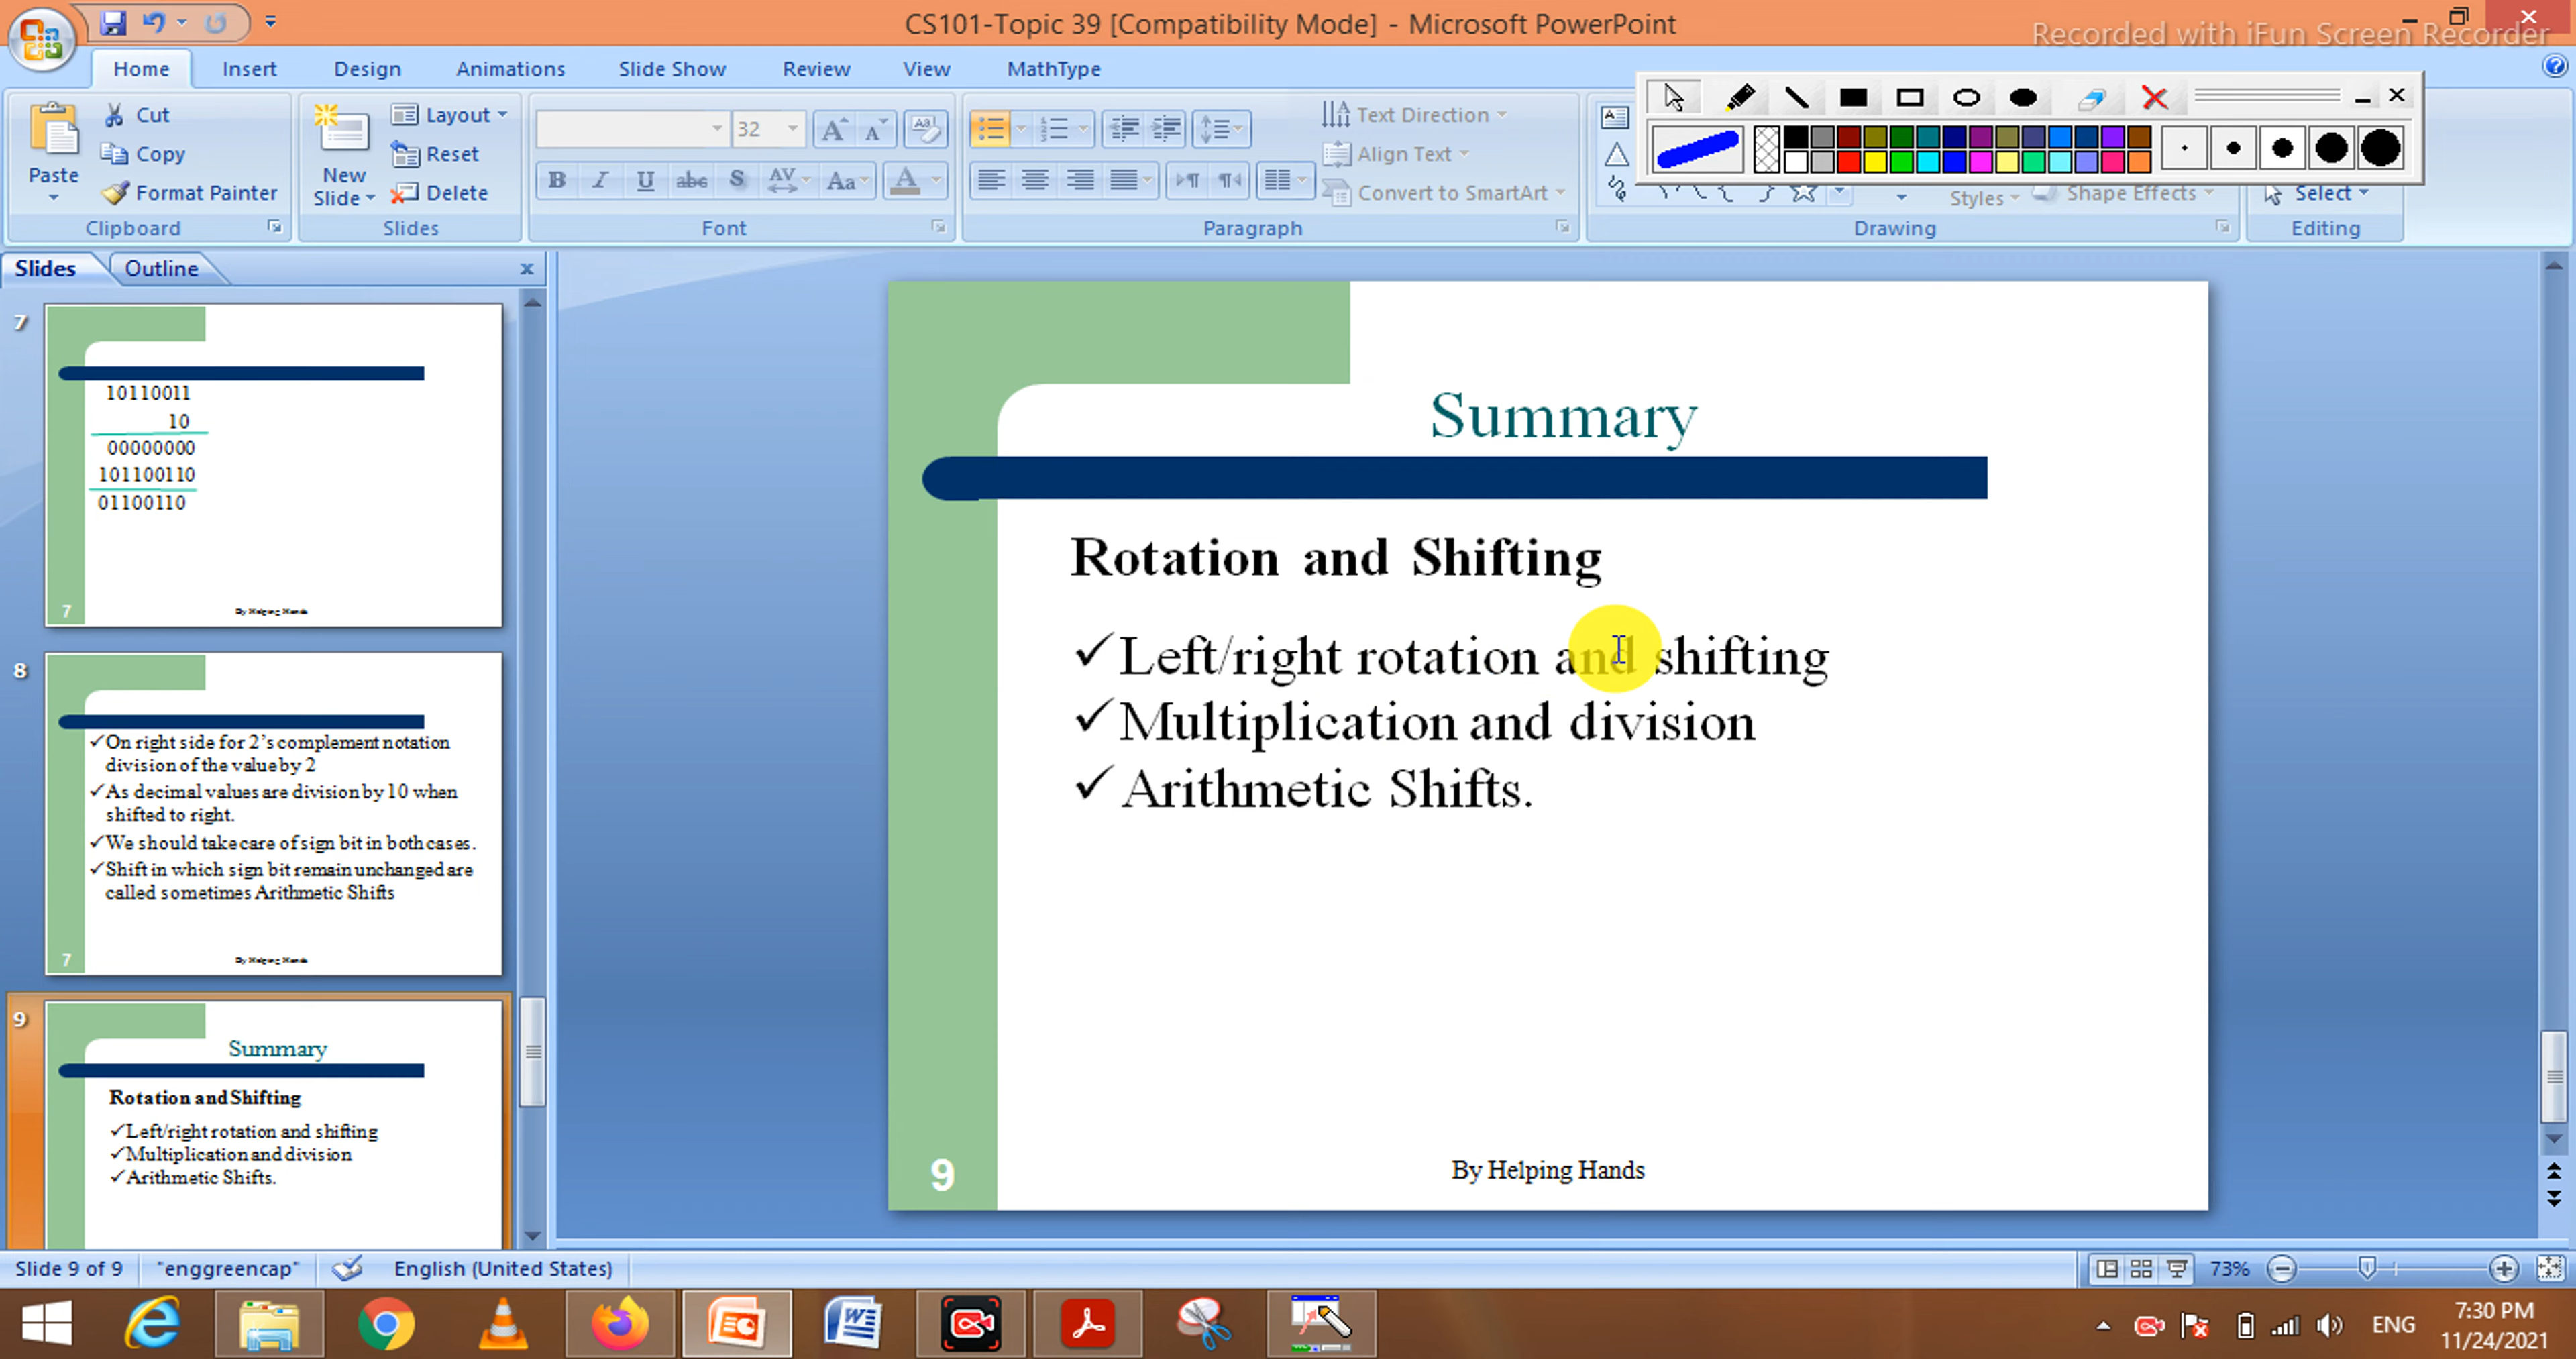 CS101-Topic 39 [Compatibility Mode] - Microsoft PowerPoint
Recorded with iFun Screen Recorder
Home Insert Design Animations Slide Show Review View MathType
Paste
Cut
Copy
Format Painter
Clipboard
New
Slide
Layout
Reset
Delete
Slides
32
Font
Text Direction
Align Text
Convert to SmartArt
Paragraph
Styles
Shape Effects
Drawing
Select
Editing
Slides Outline
7
10110011
10
00000000
101100110
01100110
7
By Helping Hands
8
On right side for 2's complement notation
division of the value by 2
As decimal values are division by 10 when
shifted to right.
We should take care of sign bit in both cases.
Shift in which sign bit remain unchanged are
called sometimes Arithmetic Shifts
7
By Helping Hands
9
Summary
Rotation and Shifting
Left/right rotation and shifting
Multiplication and division
Arithmetic Shifts.
Summary
Rotation and Shifting
Left/right rotation and shifting
Multiplication and division
Arithmetic Shifts.
9
By Helping Hands
Slide 9 of 9 "enggreencap" English (United States) 73%
ENG
7:30 PM
11/24/2021